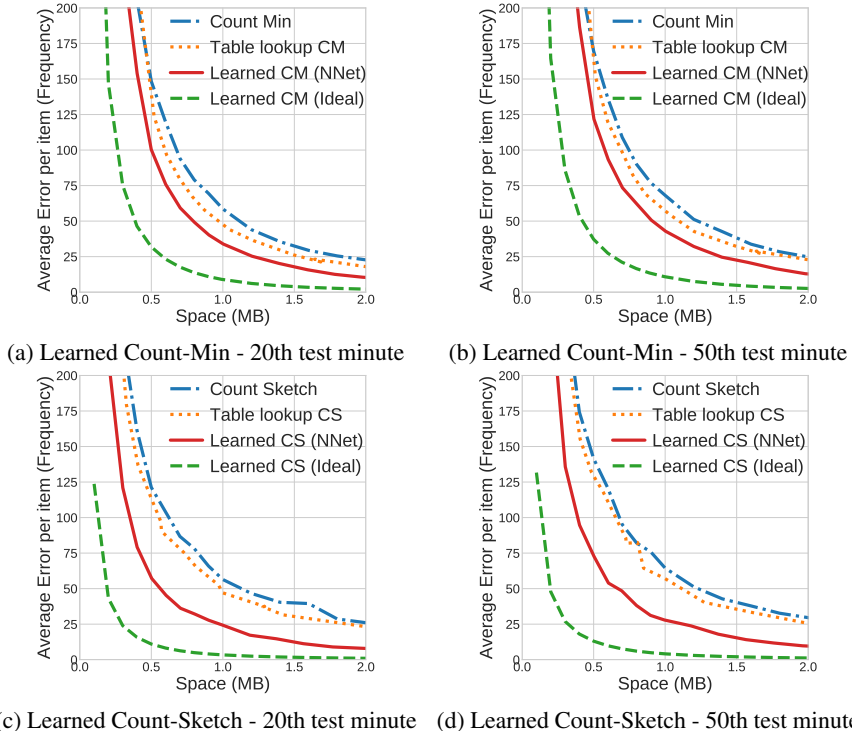 Average Error per item (Frequency)
200
175
150
125
100
75
50
25
0
Count Min
Table lookup CM
Learned CM (NNet)
Learned CM (Ideal)
0.0 0.5 1.0 1.5 2.0
Space (MB)
(a) Learned Count-Min - 20th test minute
Average Error per item (Frequency)
200
175
150
125
100
75
50
25
0
Count Min
Table lookup CM
Learned CM (NNet)
Learned CM (Ideal)
0.0 0.5 1.0 1.5 2.0
Space (MB)
(b) Learned Count-Min - 50th test minute
Average Error per item (Frequency)
200
175
150
125
100
75
50
25
0
Count Sketch
Table lookup CS
Learned CS (NNet)
Learned CS (Ideal)
0.0 0.5 1.0 1.5 2.0
Space (MB)
c) Learned Count-Sketch - 20th test minute
Average Error per item (Frequency)
200
175
150
125
100
75
50
25
0
Count Sketch
Table lookup CS
Learned CS (NNet)
Learned CS (Ideal)
0.0 0.5 1.0 1.5 2.0
Space (MB)
(d) Learned Count-Sketch - 50th test minute